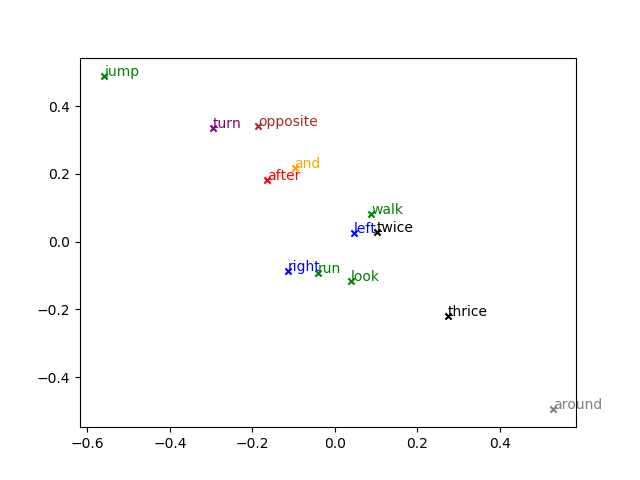 jump
0.4
turn
opposite
and
0.2
after
walk
left
twice
0.0
right
run
look
−0.2
thrice
−0.4
around
−0.6
−0.4
−0.2
0.0
0.2
0.4